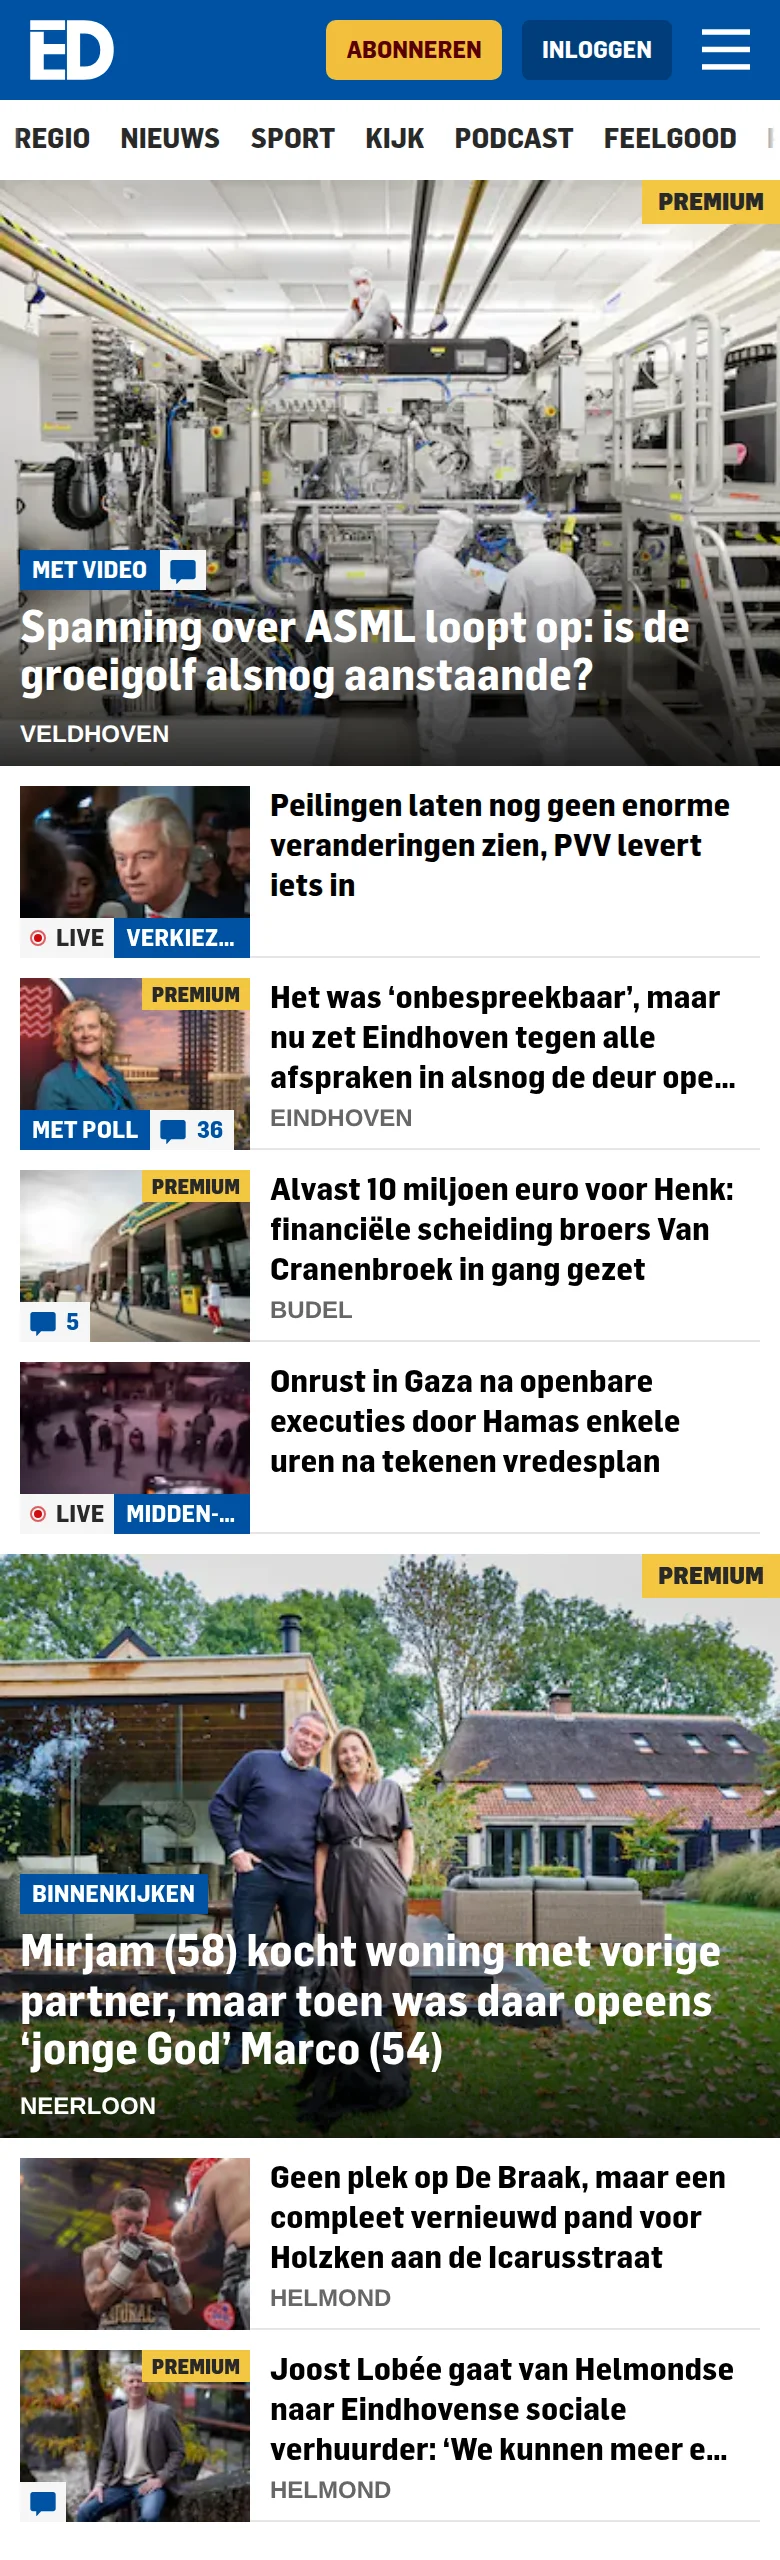 ED
ABONNEREN
INLOGGEN
REGIO NIEUWS SPORT KIJK PODCAST FEELGOOD
PREMIUM
MET VIDEO
Spanning over ASML loopt op: is de
groeigolf alsnog aanstaande?
VELDHOVEN
Peilingen laten nog geen enorme
veranderingen zien, PVV levert
iets in
LIVE VERKIEZ...
PREMIUM
Het was ‘onbespreekbaar’, maar
nu zet Eindhoven tegen alle
afspraken in alsnog de deur ope...
EINDHOVEN
MET POLL 36
PREMIUM
Alvast 10 miljoen euro voor Henk:
financiële scheiding broers Van
Cranenbroek in gang gezet
BUDEL
5
Onrust in Gaza na openbare
executies door Hamas enkele
uren na tekenen vredesplan
LIVE MIDDEN-...
PREMIUM
BINNENKIJKEN
Mirjam (58) kocht woning met vorige
partner, maar toen was daar opeens
‘jonge God’ Marco (54)
NEERLOON
Geen plek op De Braak, maar een
compleet vernieuwd pand voor
Holzken aan de Icarusstraat
HELMOND
PREMIUM
Joost Lobée gaat van Helmondse
naar Eindhovense sociale
verhuurder: ‘We kunnen meer e...
HELMOND